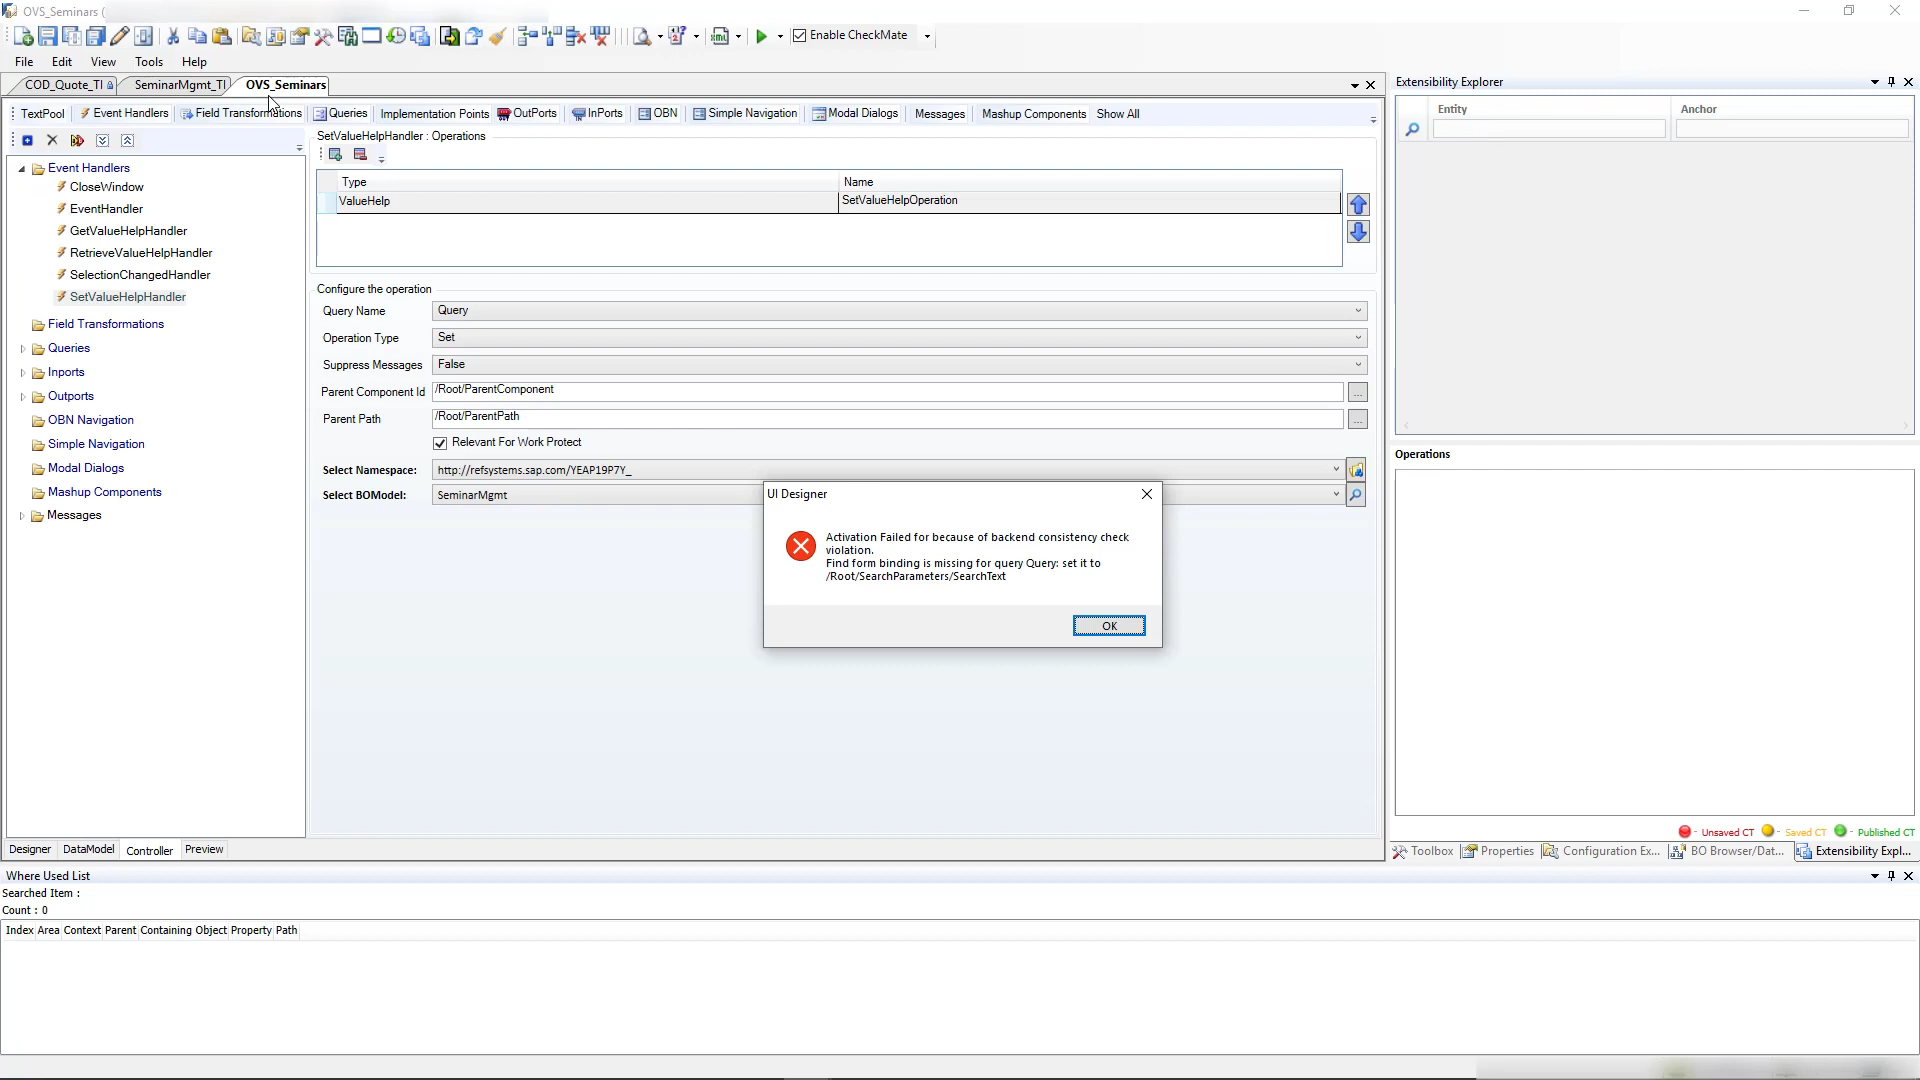 OVS_Seminars (
Enable CheckMate
File Edit View Tools Help
COD_Quote_TI SeminarMgmt_TI OVS_Seminars
TextPool Event Handlers Field Transformations Queries Implementation Points OutPorts InPorts OBN Simple Navigation Modal Dialogs Messages Mashup Components Show All
Event Handlers
CloseWindow
EventHandler
GetValueHelpHandler
RetrieveValueHelpHandler
SelectionChangedHandler
SetValueHelpHandler
Field Transformations
Queries
Inports
Outports
OBN Navigation
Simple Navigation
Modal Dialogs
Mashup Components
Messages
SetValueHelpHandler : Operations
Type Name
ValueHelp SetValueHelpOperation
Configure the operation
Query Name Query
Operation Type Set
Suppress Messages False
Parent Component Id /Root/ParentComponent ...
Parent Path /Root/ParentPath ...
Relevant For Work Protect
Select Namespace: http://refsystems.sap.com/YEAP19P7Y_
Select BOModel: SeminarMgmt
UI Designer
Activation Failed for because of backend consistency check
violation.
Find form binding is missing for query Query: set it to
/Root/SearchParameters/SearchText
OK
Extensibility Explorer
Entity Anchor
Operations
- Unsaved CT - Saved CT - Published CT
Toolbox Properties Configuration Ex... BO Browser/Dat... Extensibility Expl...
Designer DataModel Controller Preview
Where Used List
Searched Item :
Count : 0
Index Area Context Parent Containing Object Property Path